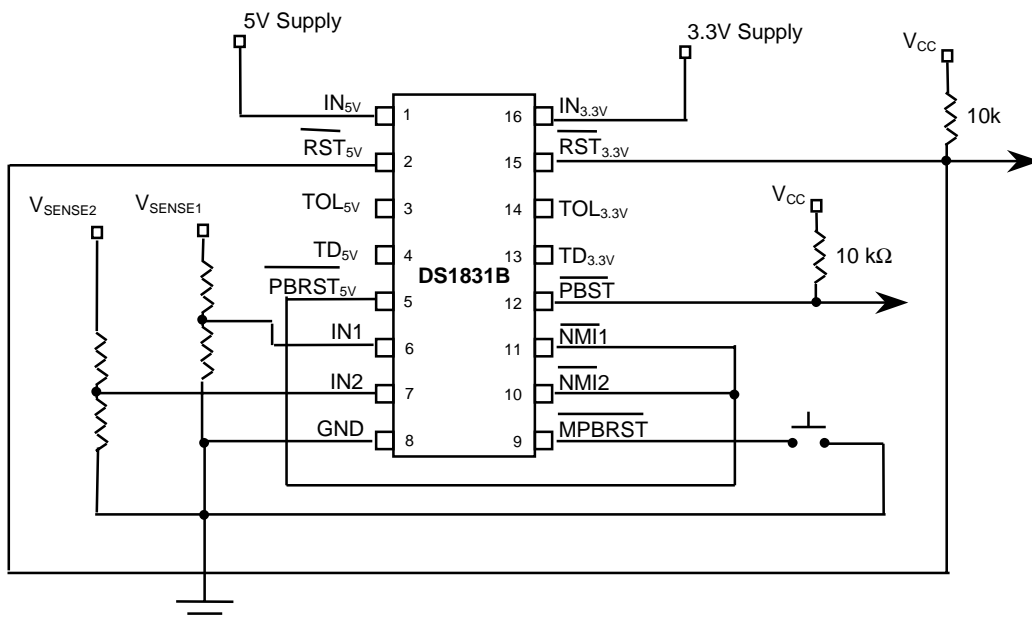 5V Supply
3.3V Supply
VCC
10k
IN5V
1
16
IN3.3V
RST5V
2
15
RST3.3V
VSENSE2
VSENSE1
TOL5V
3
14
TOL3.3V
VCC
10 kΩ
TD5V
4
13
TD3.3V
DS1831B
PBRST5V
5
12
PBST
IN1
6
11
NMI1
IN2
7
10
NMI2
GND
8
9
MPBRST